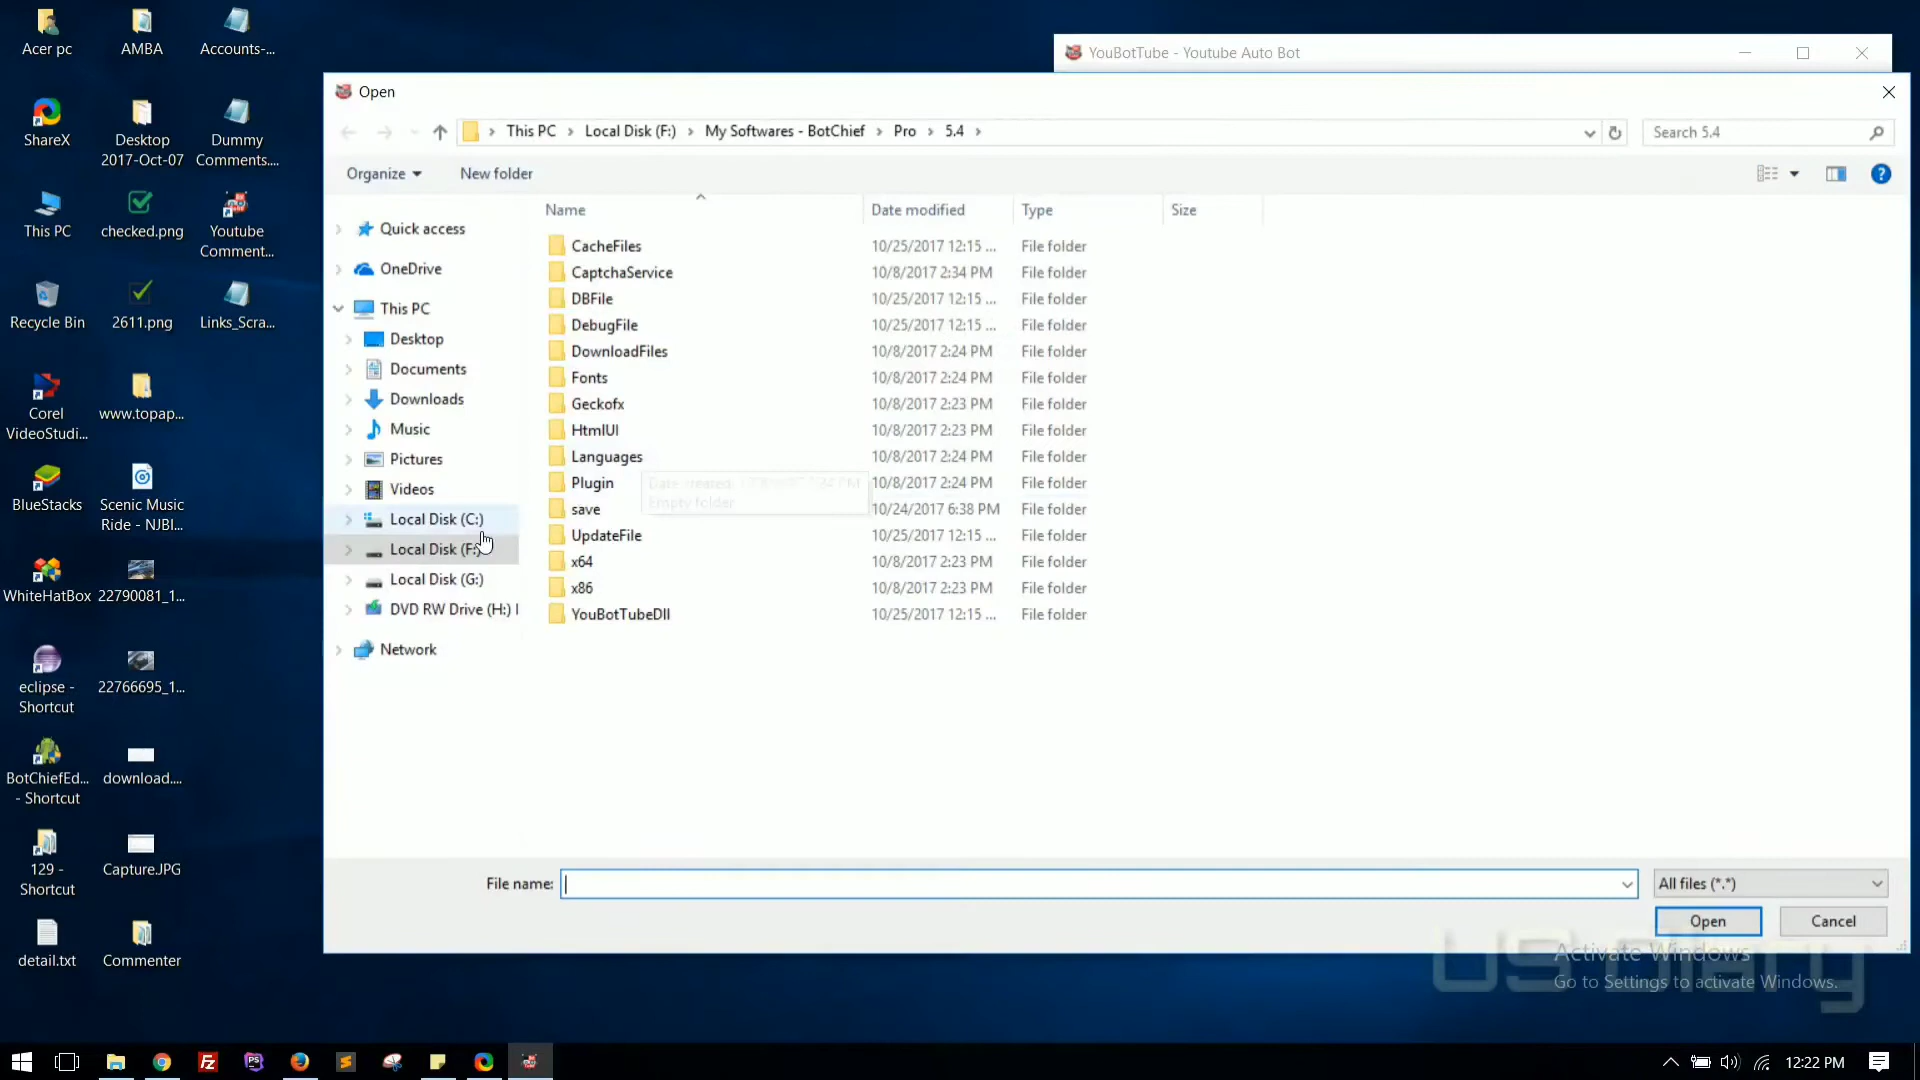 Acer pc
AMBA
Accounts-...
YouBotTube - Youtube Auto Bot
Open
This PC
Local Disk (F:)
My Softwares - BotChief
Pro
5.4
Search 5.4
ShareX
Desktop
2017-Oct-07
Dummy
Comments....
Organize
New folder
Name
Date modified
Type
Size
This PC
checked.png
Youtube
Comment...
Quick access
OneDrive
This PC
Desktop
Documents
Downloads
Music
Pictures
Videos
Local Disk (C:)
Local Disk (F:)
Local Disk (G:)
DVD RW Drive (H:) I
Network
CacheFiles 10/25/2017 12:15 ... File folder
CaptchaService 10/8/2017 2:34 PM File folder
DBFile 10/25/2017 12:15 ... File folder
DebugFile 10/25/2017 12:15 ... File folder
DownloadFiles 10/8/2017 2:24 PM File folder
Fonts 10/8/2017 2:24 PM File folder
Geckofx 10/8/2017 2:23 PM File folder
HtmlUI 10/8/2017 2:23 PM File folder
Languages 10/8/2017 2:24 PM File folder
Plugin 10/8/2017 2:24 PM File folder
Date created:
Empty folder
save 10/24/2017 6:38 PM File folder
UpdateFile 10/25/2017 12:15 ... File folder
x64 10/8/2017 2:23 PM File folder
x86 10/8/2017 2:23 PM File folder
YouBotTubeDll 10/25/2017 12:15 ... File folder
Recycle Bin
2611.png
Links_Scra...
Corel
VideoStudi...
www.topap...
BlueStacks
Scenic Music
Ride - NJBI...
WhiteHatBox
22790081_1...
eclipse -
Shortcut
22766695_1...
BotChiefEd...
- Shortcut
download....
129 -
Shortcut
Capture.JPG
detail.txt
Commenter
File name:
All files (*.*)
Open
Cancel
Activate Windows
Go to Settings to activate Windows.
12:22 PM